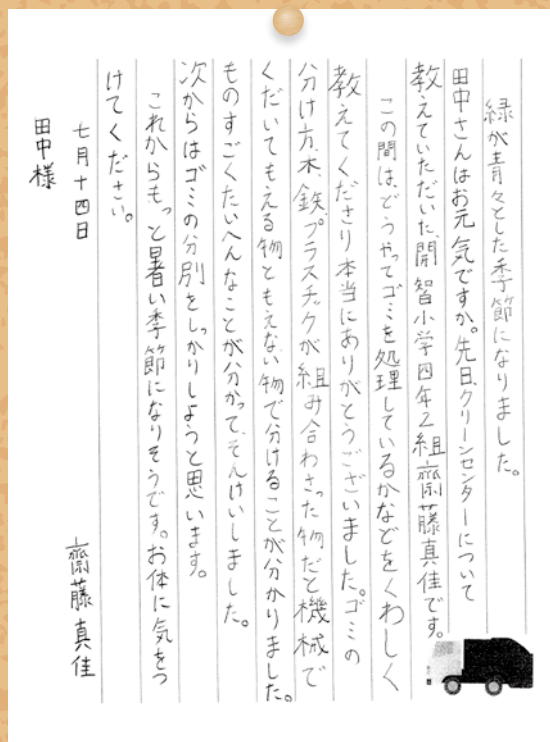 緑が青々とした季節になりました。
田中さんはお元気ですか。先日、クリーンセンターについて
教えていただいた、開智小学四年2組齋藤真佳です。
この間は、どうやってゴミを処理しているかなどをくわしく
教えてくださり本当にありがとうございました。ゴミの
分け方、木、鉄、プラスチックが組み合わさった物だと機械で
くだいてもえる物ともえない物で分けることが分かりました。
ものすごくたいへんなことが分かって、そんけいしました。
次からはゴミの分別をしっかりしようと思います。
これからもっと暑い季節になりそうです。お体に気をつ
けてください。
七月十四日
齋藤真佳
田中様